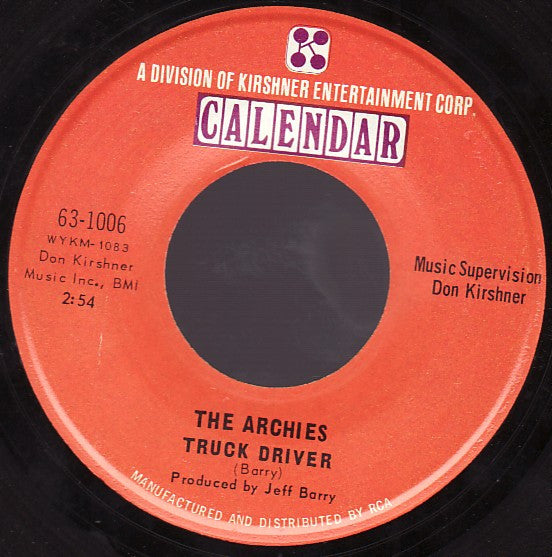 A DIVISION OF KIRSHNER ENTERTAINMENT CORP.
CALENDAR
63-1006
WYKM-1083
Don Kirshner
Music Inc., BMI
2:54
Music Supervision
Don Kirshner
THE ARCHIES
TRUCK DRIVER
(Barry)
Produced by Jeff Barry
MANUFACTURED AND DISTRIBUTED BY RCA